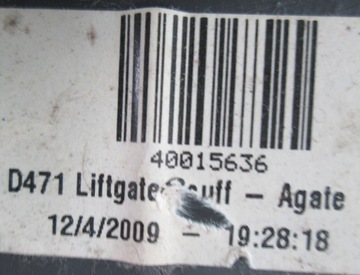 40015636
D471 Liftgate Scuff - Agate
12/4/2009 - 19:28:18